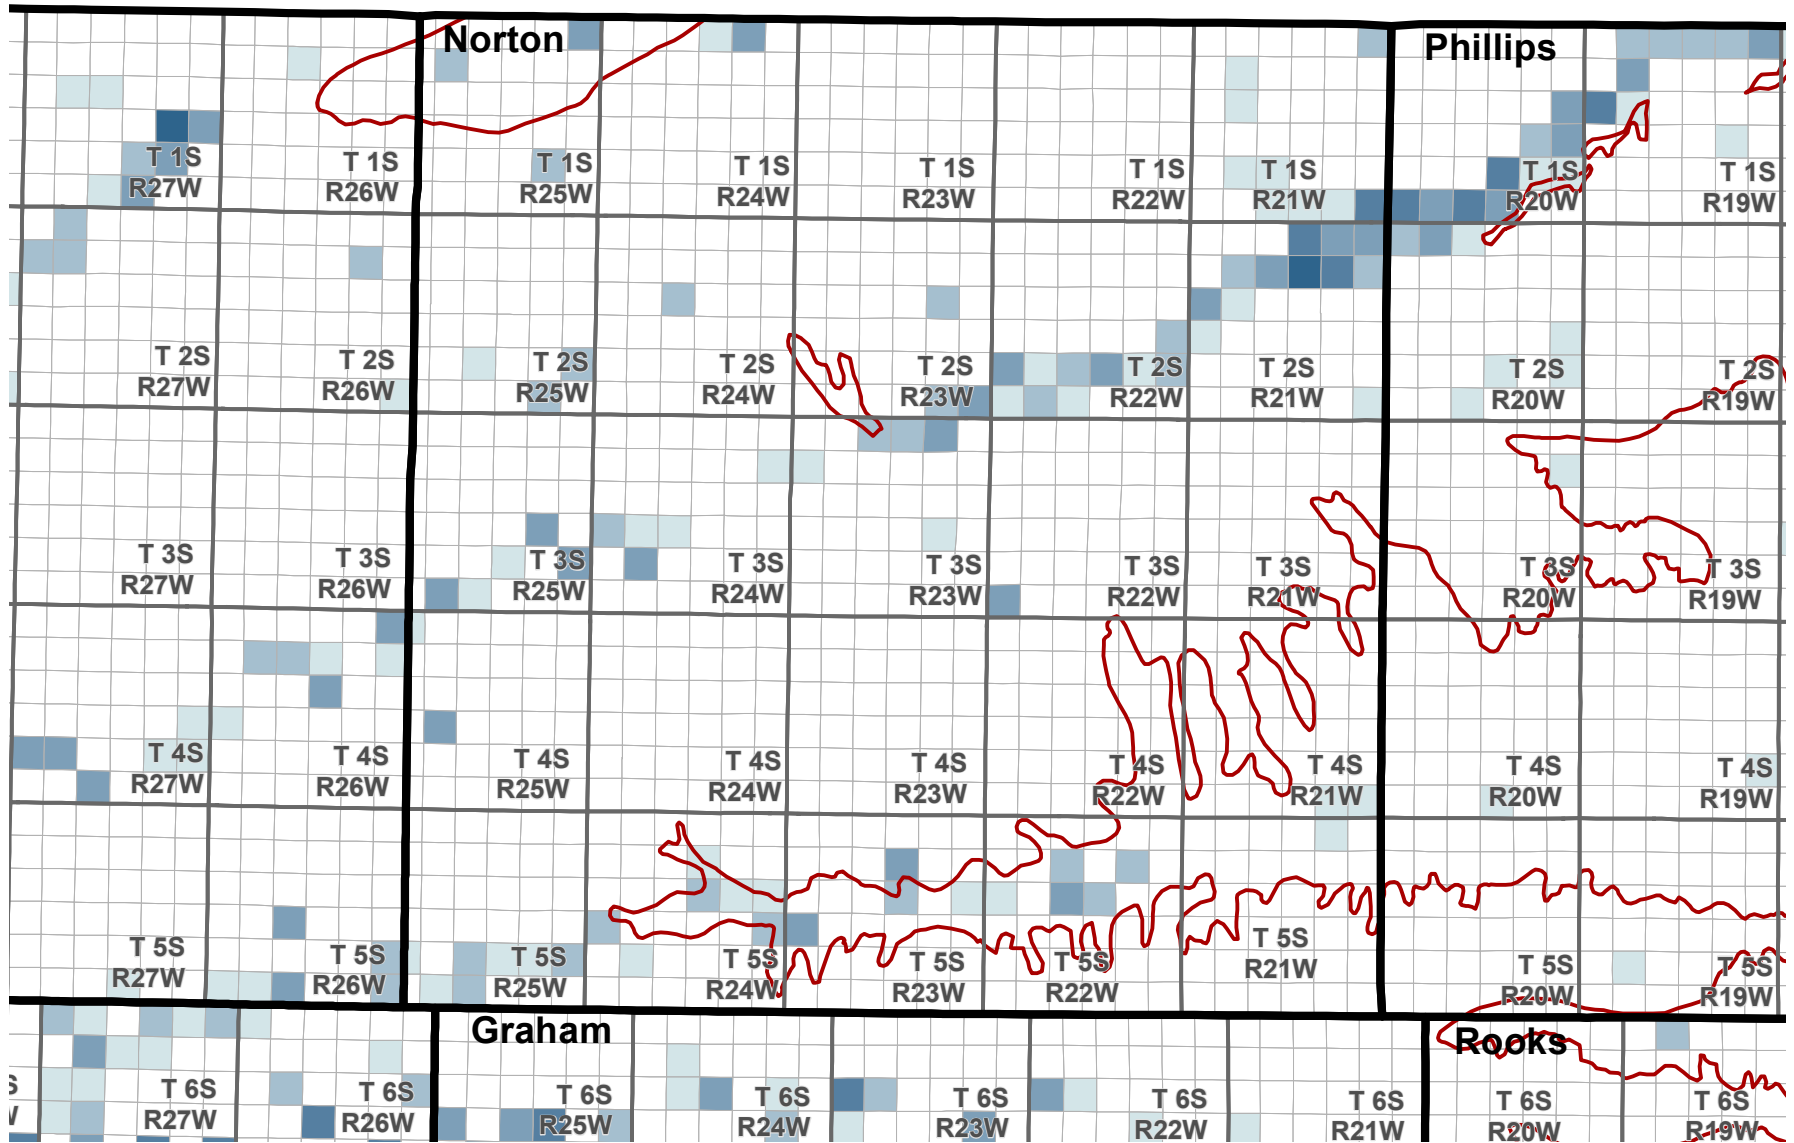 Norton
Phillips
T 1S
R27W
T 1S
R26W
T 1S
R25W
T 1S
R24W
T 1S
R23W
T 1S
R22W
T 1S
R21W
T 1S
R20W
T 1S
R19W
T 2S
R27W
T 2S
R26W
T 2S
R25W
T 2S
R24W
T 2S
R23W
T 2S
R22W
T 2S
R21W
T 2S
R20W
T 2S
R19W
T 3S
R27W
T 3S
R26W
T 3S
R25W
T 3S
R24W
T 3S
R23W
T 3S
R22W
T 3S
R21W
T 3S
R20W
T 3S
R19W
T 4S
R27W
T 4S
R26W
T 4S
R25W
T 4S
R24W
T 4S
R23W
T 4S
R22W
T 4S
R21W
T 4S
R20W
T 4S
R19W
T 5S
R27W
T 5S
R26W
T 5S
R25W
T 5S
R24W
T 5S
R23W
T 5S
R22W
T 5S
R21W
T 5S
R20W
T 5S
R19W
Graham
Rooks
S
W
T 6S
R27W
T 6S
R26W
T 6S
R25W
T 6S
R24W
T 6S
R23W
T 6S
R22W
T 6S
R21W
T 6S
R20W
T 6S
R19W